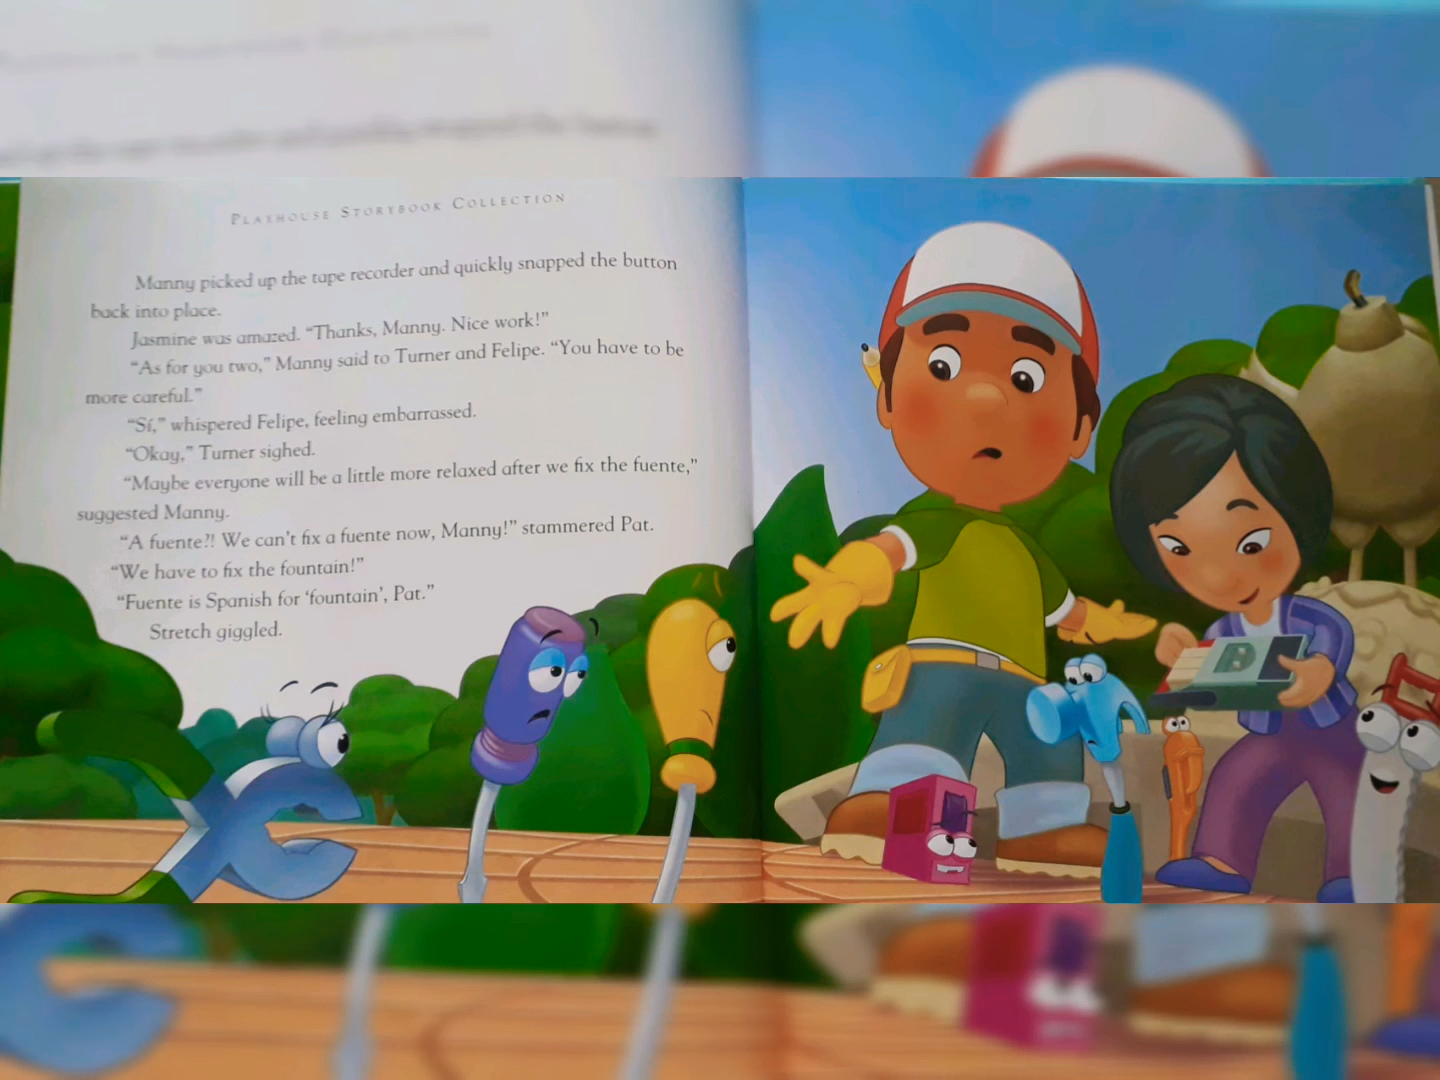 PLAYHOUSE STORYBOOK COLLECTION
Manny picked up the tape recorder and quickly snapped the button
back into place.
Jasmine was amazed. “Thanks, Manny. Nice work!”
“As for you two,” Manny said to Turner and Felipe. “You have to be
more careful.”
“Sí,” whispered Felipe, feeling embarrassed.
“Okay,” Turner sighed.
“Maybe everyone will be a little more relaxed after we fix the fuente,”
suggested Manny.
“A fuente?! We can’t fix a fuente now, Manny!” stammered Pat.
“We have to fix the fountain!”
“Fuente is Spanish for ‘fountain’, Pat.”
Stretch giggled.